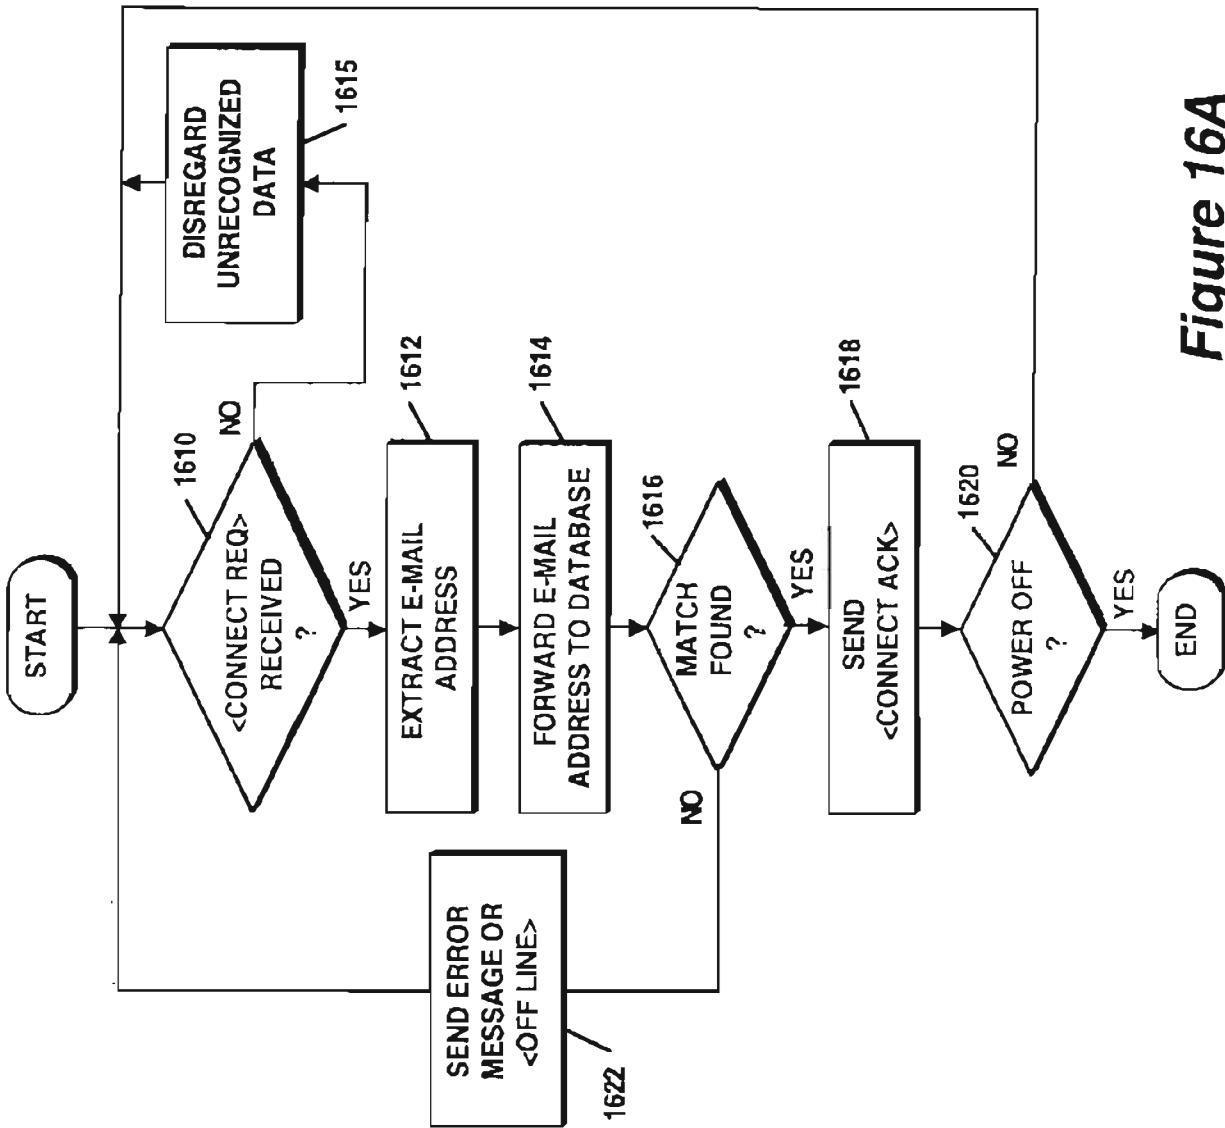 START
<CONNECT REQ>
RECEIVED
?
1610
NO
YES
DISREGARD
UNRECOGNIZED
DATA
1615
EXTRACT E-MAIL
ADDRESS
1612
FORWARD E-MAIL
ADDRESS TO DATABASE
1614
MATCH
FOUND
?
1616
YES
NO
SEND ERROR
MESSAGE OR
<OFF LINE>
1622
SEND
<CONNECT ACK>
1618
POWER OFF
?
1620
NO
YES
END
Figure 16A